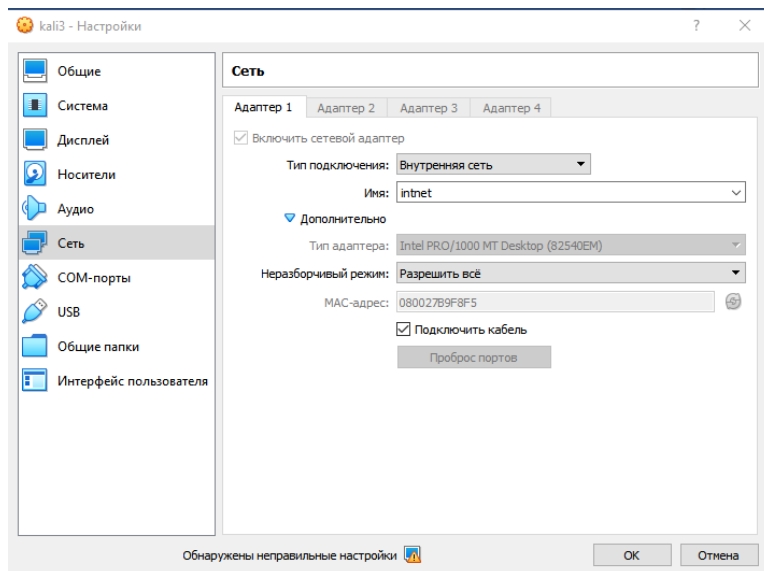 kali3 - Настройки
?
Общие
Система
Дисплей
Носители
Аудио
Сеть
COM-порты
USB
Общие папки
Интерфейс пользователя
Сеть
Адаптер 1 Адаптер 2 Адаптер 3 Адаптер 4
Включить сетевой адаптер
Тип подключения: Внутренняя сеть
Имя: intnet
Дополнительно
Тип адаптера: Intel PRO/1000 MT Desktop (82540EM)
Неразборчивый режим: Разрешить всё
MAC-адрес: 080027B9F8F5
Подключить кабель
Проброс портов
Обнаружены неправильные настройки
OK Отмена